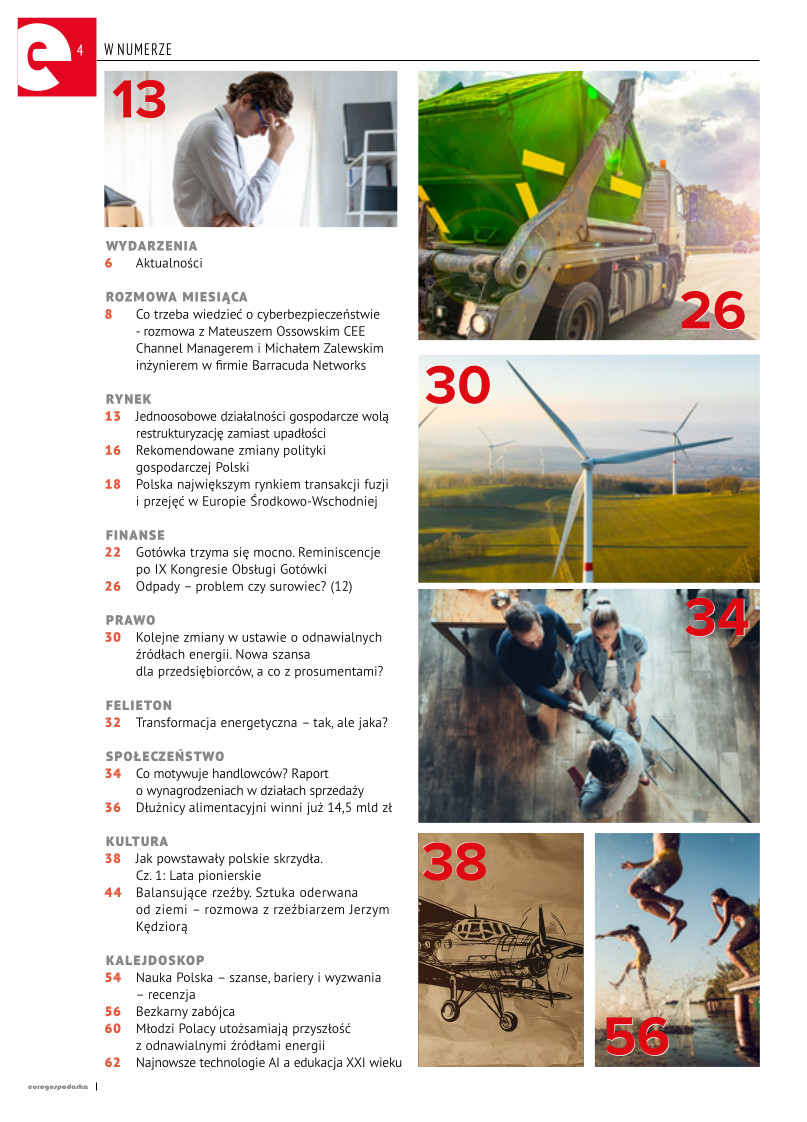 e
4
W NUMERZE
13
WYDARZENIA
6 Aktualności
ROZMOWA MIESIĄCA
8 Co trzeba wiedzieć o cyberbezpieczeństwie
- rozmowa z Mateuszem Ossowskim CEE
Channel Managerem i Michałem Zalewskim
inżynierem w firmie Barracuda Networks
RYNEK
13 Jednoosobowe działalności gospodarcze wolą
restrukturyzację zamiast upadłości
16 Rekomendowane zmiany polityki
gospodarczej Polski
18 Polska największym rynkiem transakcji fuzji
i przejęć w Europie Środkowo-Wschodniej
FINANSE
22 Gotówka trzyma się mocno. Reminiscencje
po IX Kongresie Obsługi Gotówki
26 Odpady – problem czy surowiec? (12)
PRAWO
30 Kolejne zmiany w ustawie o odnawialnych
źródłach energii. Nowa szansa
dla przedsiębiorców, a co z prosumentami?
FELIETON
32 Transformacja energetyczna – tak, ale jaka?
SPOŁECZEŃSTWO
34 Co motywuje handlowców? Raport
o wynagrodzeniach w działach sprzedaży
36 Dłużnicy alimentacyjni winni już 14,5 mld zł
KULTURA
38 Jak powstawały polskie skrzydła.
Cz. 1: Lata pionierskie
44 Balansujące rzeźby. Sztuka oderwana
od ziemi – rozmowa z rzeźbiarzem Jerzym
Kędziorą
KALEJDOSKOP
54 Nauka Polska – szanse, bariery i wyzwania
– recenzja
56 Bezkarny zabójca
60 Młodzi Polacy utożsamiają przyszłość
z odnawialnymi źródłami energii
62 Najnowsze technologie AI a edukacja XXI wieku
26
30
34
38
56
eurogospodarka